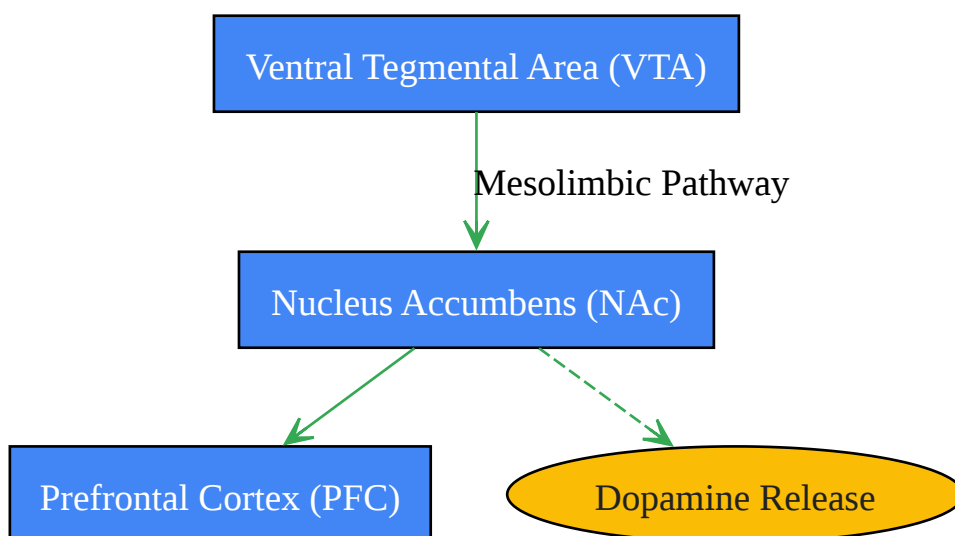 Ventral Tegmental Area (VTA)
Mesolimbic Pathway
Nucleus Accumbens (NAc)
Prefrontal Cortex (PFC)
Dopamine Release